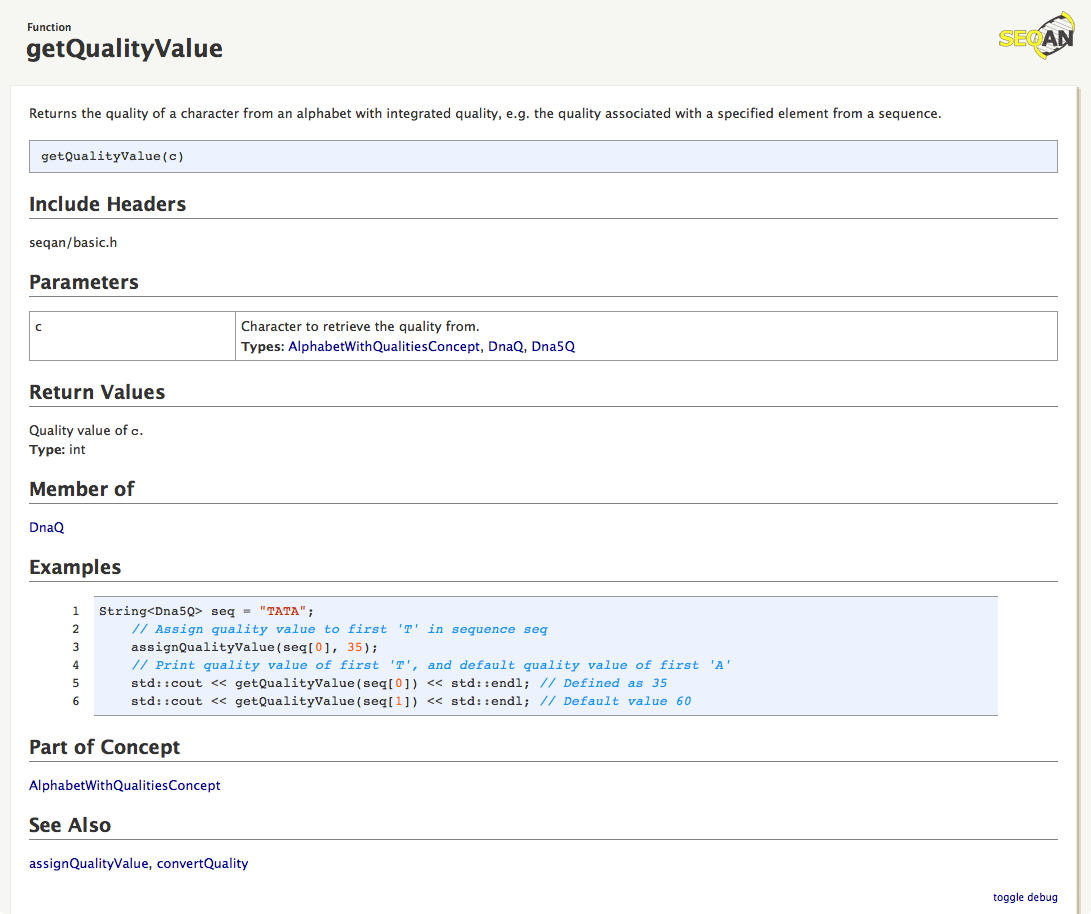 Function
getQualityValue
SEQAN
Returns the quality of a character from an alphabet with integrated quality, e.g. the quality associated with a specified element from a sequence.
getQualityValue(c)
Include Headers
seqan/basic.h
Parameters
c
Character to retrieve the quality from.
Types: AlphabetWithQualitiesConcept, DnaQ, Dna5Q
Return Values
Quality value of c.
Type: int
Member of
DnaQ
Examples
1 String<Dna5Q> seq = "TATA";
2 // Assign quality value to first 'T' in sequence seq
3 assignQualityValue(seq[0], 35);
4 // Print quality value of first 'T', and default quality value of first 'A'
5 std::cout << getQualityValue(seq[0]) << std::endl; // Defined as 35
6 std::cout << getQualityValue(seq[1]) << std::endl; // Default value 60
Part of Concept
AlphabetWithQualitiesConcept
See Also
assignQualityValue, convertQuality
toggle debug